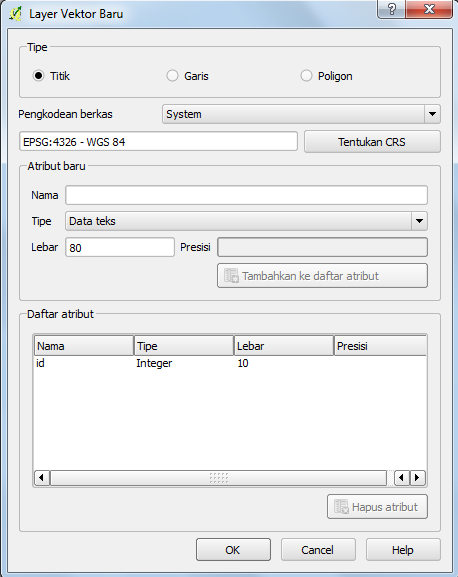 Layer Vektor Baru
Tipe
Titik Garis Poligon
Pengkodean berkas System
EPSG:4326 - WGS 84 Tentukan CRS
Atribut baru
Nama
Tipe Data teks
Lebar 80 Presisi
Tambahkan ke daftar atribut
Daftar atribut
Nama Tipe Lebar Presisi
id Integer 10
Hapus atribut
OK Cancel Help